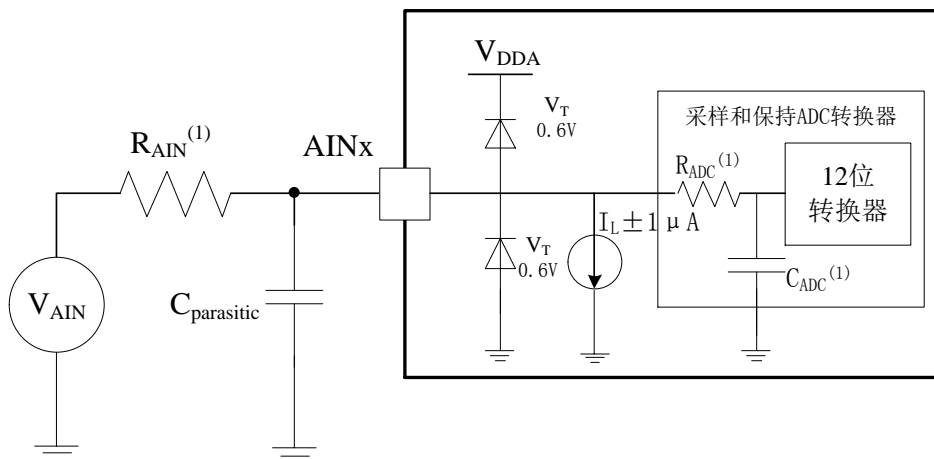 V_DDA
V_T
0.6V
采样和保持ADC转换器
R_AIN^(1)
AINx
R_ADC^(1)
12位
转换器
I_L±1μA
V_T
0.6V
C_ADC^(1)
V_AIN
C_parasitic